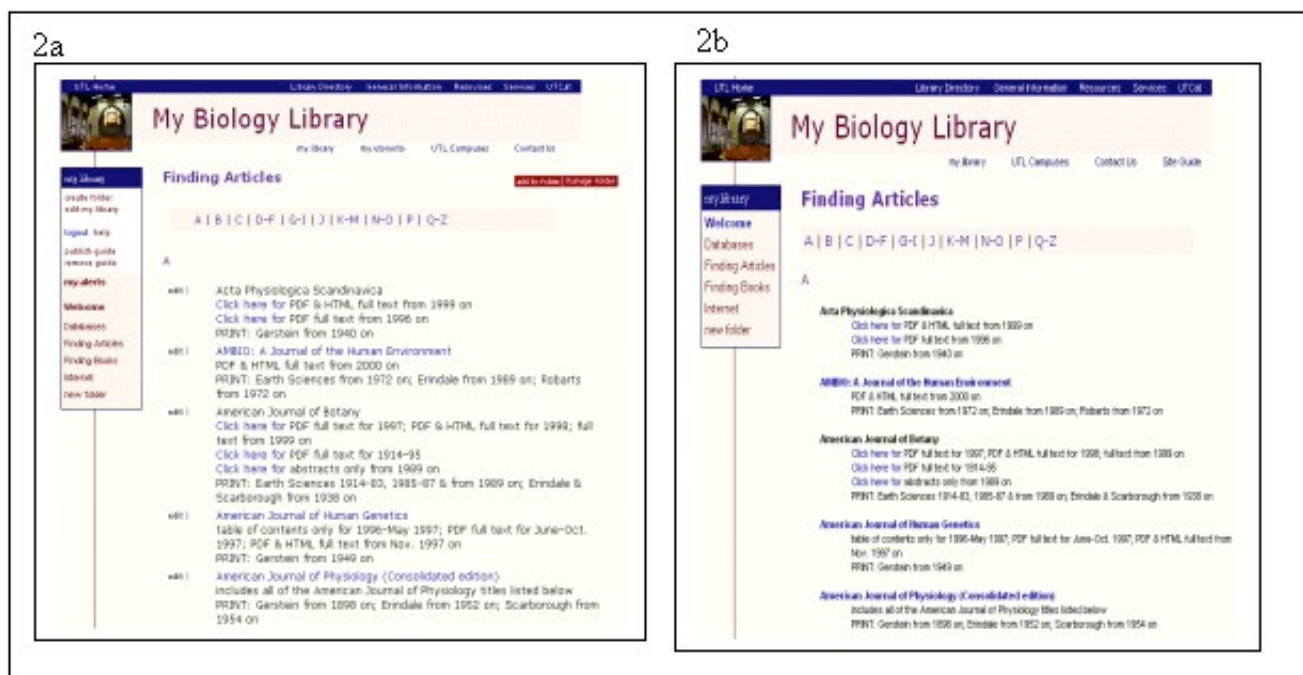 2a
UTL Home Library Directory General Information Resources Services UTCat
My Biology Library
my.library my.utoronto UTL Campuses Contact Us
my.library
create folder
edit my.library
logout help
publish guide
remove guide
my.alerts
Welcome
Databases
Finding Articles
Finding Books
Internet
new folder
Finding Articles
add to folder | manage folder
A | B | C | D-F | G-I | J | K-M | N-O | P | Q-Z
A
edit | Acta Physiologica Scandinavica
Click here for PDF & HTML full text from 1999 on
Click here for PDF full text from 1996 on
PRINT: Gerstein from 1940 on
edit | AMBIO: A Journal of the Human Environment
PDF & HTML full text from 2000 on
PRINT: Earth Sciences from 1972 on; Erindale from 1989 on; Robarts
from 1972 on
edit | American Journal of Botany
Click here for PDF full text for 1997; PDF & HTML full text for 1998; full
text from 1999 on
Click here for PDF full text for 1914-95
Click here for abstracts only from 1989 on
PRINT: Earth Sciences 1914-83, 1985-87 & from 1989 on; Erindale &
Scarborough from 1938 on
edit | American Journal of Human Genetics
table of contents only for 1996-May 1997; PDF full text for June-Oct.
1997; PDF & HTML full text from Nov. 1997 on
PRINT: Gerstein from 1949 on
edit | American Journal of Physiology (Consolidated edition)
includes all of the American Journal of Physiology titles listed below
PRINT: Gerstein from 1898 on; Erindale from 1952 on; Scarborough from
1954 on
2b
UTL Home Library Directory General Information Resources Services UTCat
My Biology Library
my.library UTL Campuses Contact Us Site Guide
my.library
Welcome
Databases
Finding Articles
Finding Books
Internet
new folder
Finding Articles
A | B | C | D-F | G-I | J | K-M | N-O | P | Q-Z
A
Acta Physiologica Scandinavica
Click here for PDF & HTML full text from 1999 on
Click here for PDF full text from 1996 on
PRINT: Gerstein from 1940 on
AMBIO: A Journal of the Human Environment
PDF & HTML full text from 2000 on
PRINT: Earth Sciences from 1972 on; Erindale from 1989 on; Robarts from 1972 on
American Journal of Botany
Click here for PDF full text for 1997; PDF & HTML full text for 1998; full text from 1999 on
Click here for PDF full text for 1914-95
Click here for abstracts only from 1989 on
PRINT: Earth Sciences 1914-83, 1985-87 & from 1989 on; Erindale & Scarborough from 1938 on
American Journal of Human Genetics
table of contents only for 1996-May 1997; PDF full text for June-Oct. 1997; PDF & HTML full text from
Nov. 1997 on
PRINT: Gerstein from 1949 on
American Journal of Physiology (Consolidated edition)
includes all of the American Journal of Physiology titles listed below
PRINT: Gerstein from 1898 on; Erindale from 1952 on; Scarborough from 1954 on